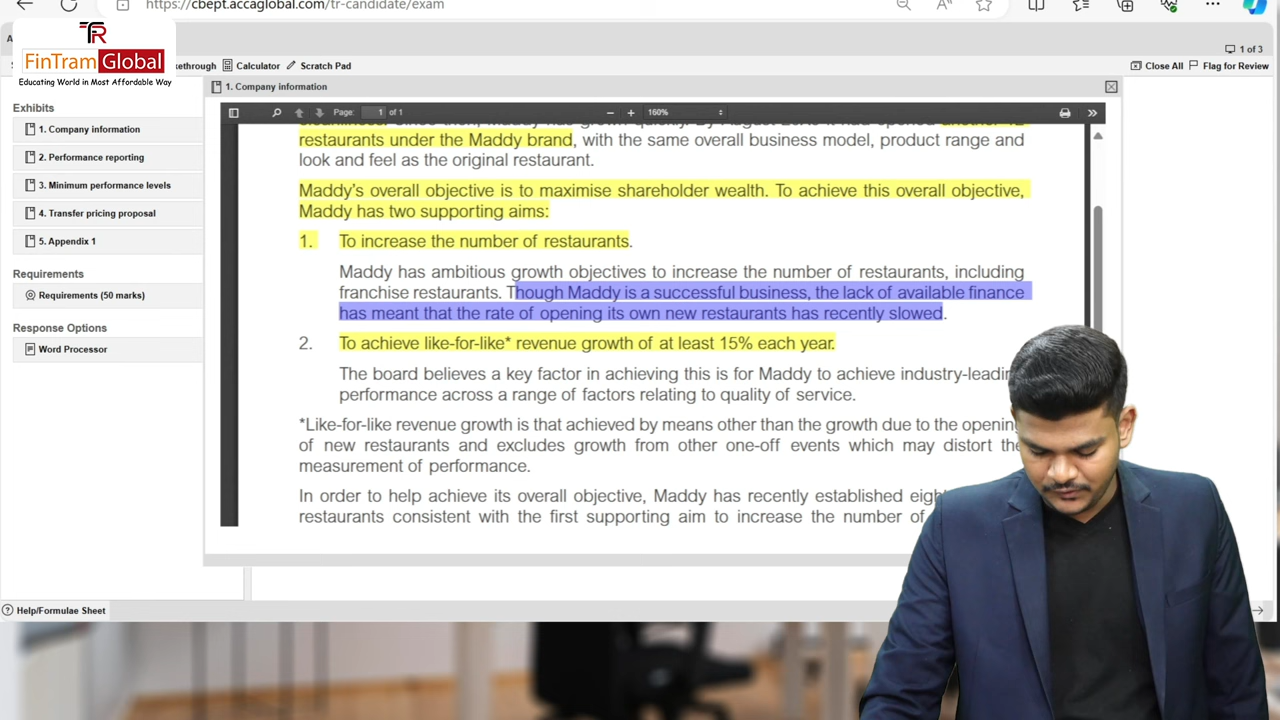 https://cbept.accaglobal.com/tr-candidate/exam
FinTram Global
Educating World in Most Affordable Way
1 of 3
Calculator
Scratch Pad
Close All
Flag for Review
Exhibits
1. Company information
2. Performance reporting
3. Minimum performance levels
4. Transfer pricing proposal
5. Appendix 1
Requirements
Requirements (50 marks)
Response Options
Word Processor
Help/Formulae Sheet
1. Company information
Page: 1 of 1
160%
restaurants under the Maddy brand, with the same overall business model, product range and
look and feel as the original restaurant.
Maddy's overall objective is to maximise shareholder wealth. To achieve this overall objective,
Maddy has two supporting aims:
1. To increase the number of restaurants.
Maddy has ambitious growth objectives to increase the number of restaurants, including
franchise restaurants. Though Maddy is a successful business, the lack of available finance
has meant that the rate of opening its own new restaurants has recently slowed.
2. To achieve like-for-like* revenue growth of at least 15% each year.
The board believes a key factor in achieving this is for Maddy to achieve
performance across a range of factors relating to quality of service.
*Like-for-like revenue growth is that achieved by means other than the growth due to the
of new restaurants and excludes growth from other one-off events which may distort the
measurement of performance.
In order to help achieve its overall objective, Maddy has recently established
restaurants consistent with the first supporting aim to increase the number of